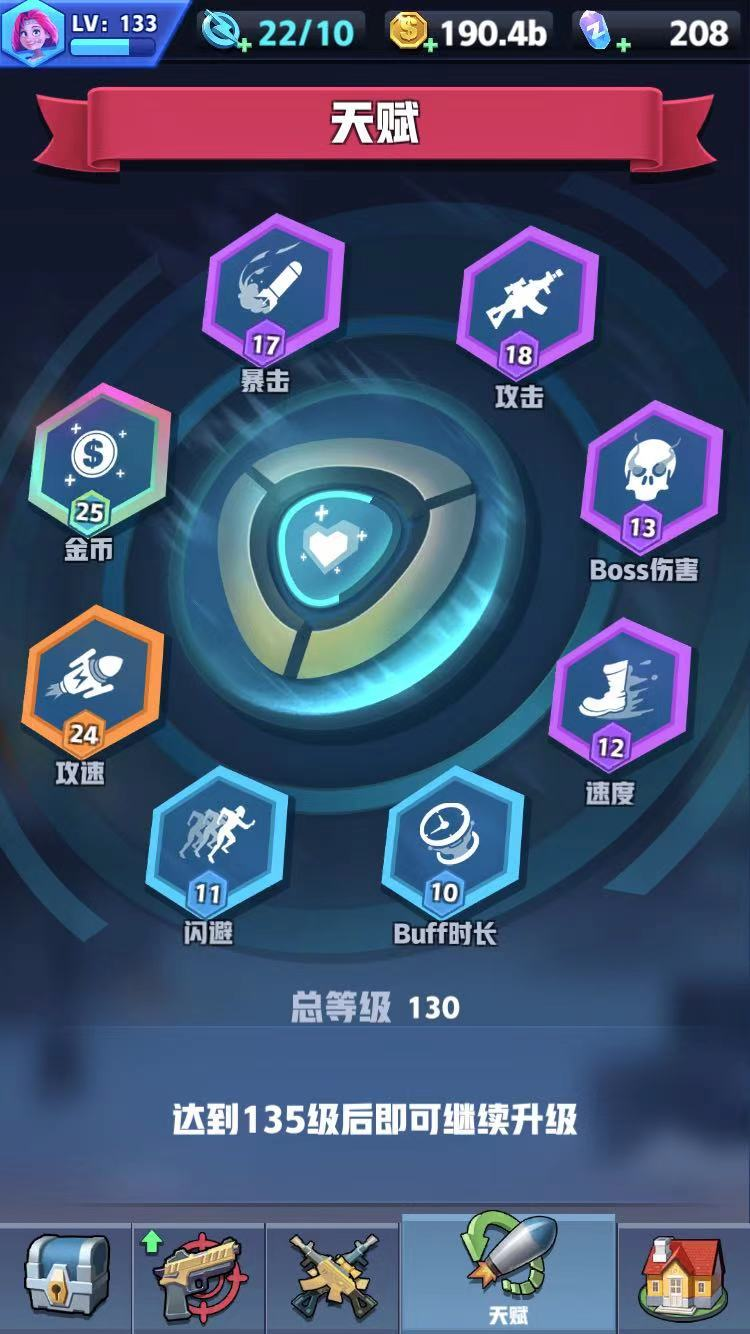 LV: 133
22/10
190.4b
208
天赋
17
暴击
18
攻击
25
金币
13
Boss伤害
24
攻速
12
速度
11
闪避
10
Buff时长
总等级 130
达到135级后即可继续升级
天赋